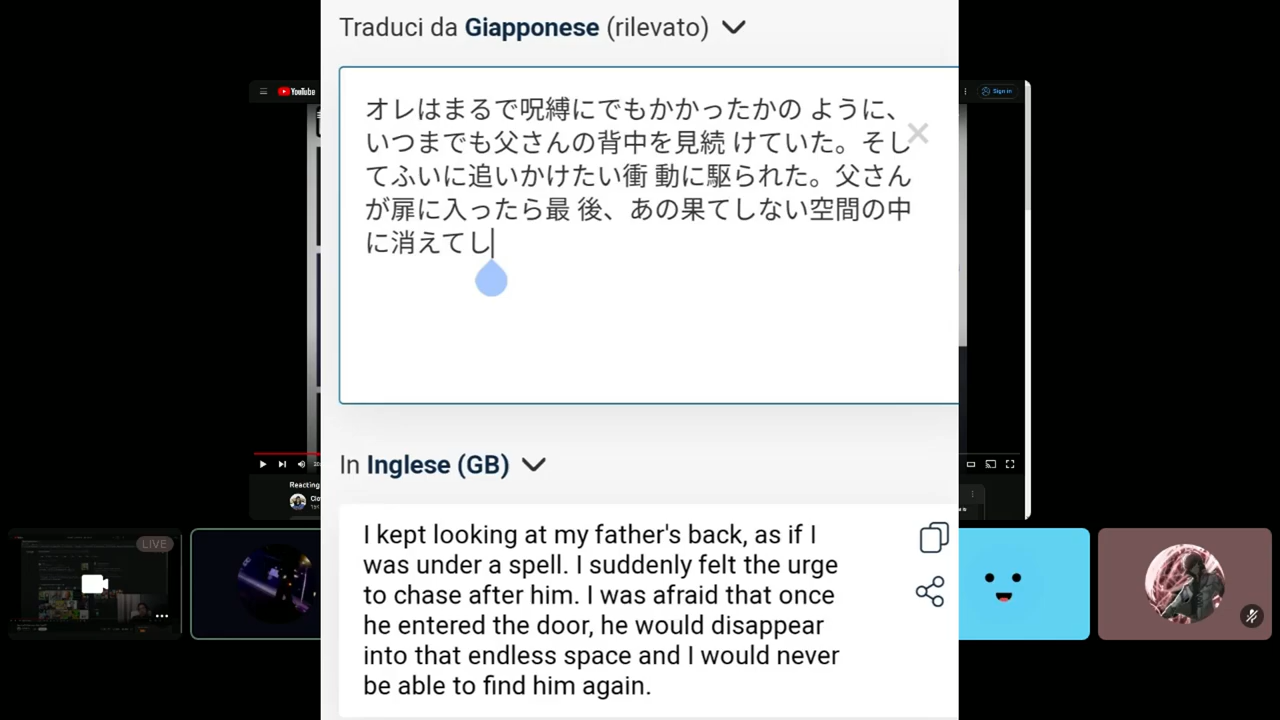 Traduci da Giapponese (rilevato)
オレはまるで呪縛にでもかかったかの ように、
いつまでも父さんの背中を見続 けていた。そし
てふいに追いかけたい衝 動に駆られた。父さん
が扉に入ったら最 後、あの果てしない空間の中
に消えてし
YouTube
Sign in
In Inglese (GB)
Reacting
Clo
I kept looking at my father's back, as if I
was under a spell. I suddenly felt the urge
to chase after him. I was afraid that once
he entered the door, he would disappear
into that endless space and I would never
be able to find him again.
LIVE